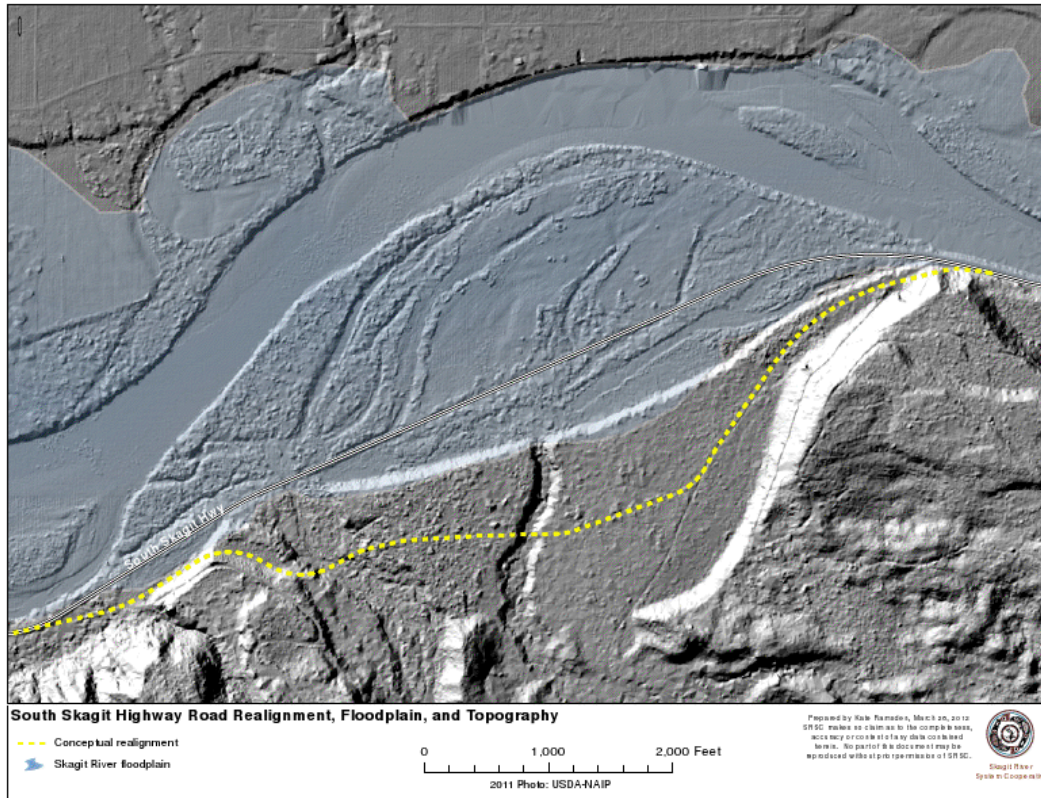 South Skagit Hwy
South Skagit Highway Road Realignment, Floodplain, and Topography
Conceptual realignment
Skagit River floodplain
0 1,000 2,000 Feet
2011 Photo: USDA-NAIP
Prepared by Kate Ramsden, March 26, 2012
SRSC makes no claim as to the completeness,
accuracy or content of any data contained
herein. No part of this document may be
reproduced without prior permission of SRSC.
Skagit River
System Cooperati